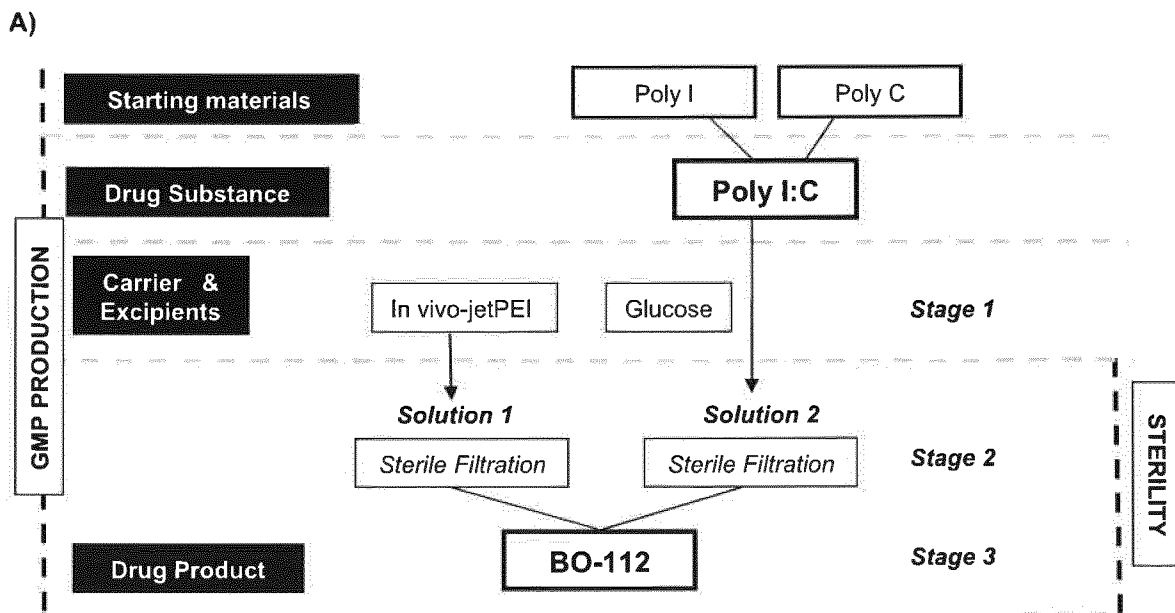 A)
Starting materials
Poly I
Poly C
Drug Substance
Poly I:C
Carrier &
Excipients
In vivo-jetPEI
Glucose
Stage 1
GMP PRODUCTION
Solution 1
Solution 2
Sterile Filtration
Sterile Filtration
Stage 2
STERILITY
Drug Product
BO-112
Stage 3